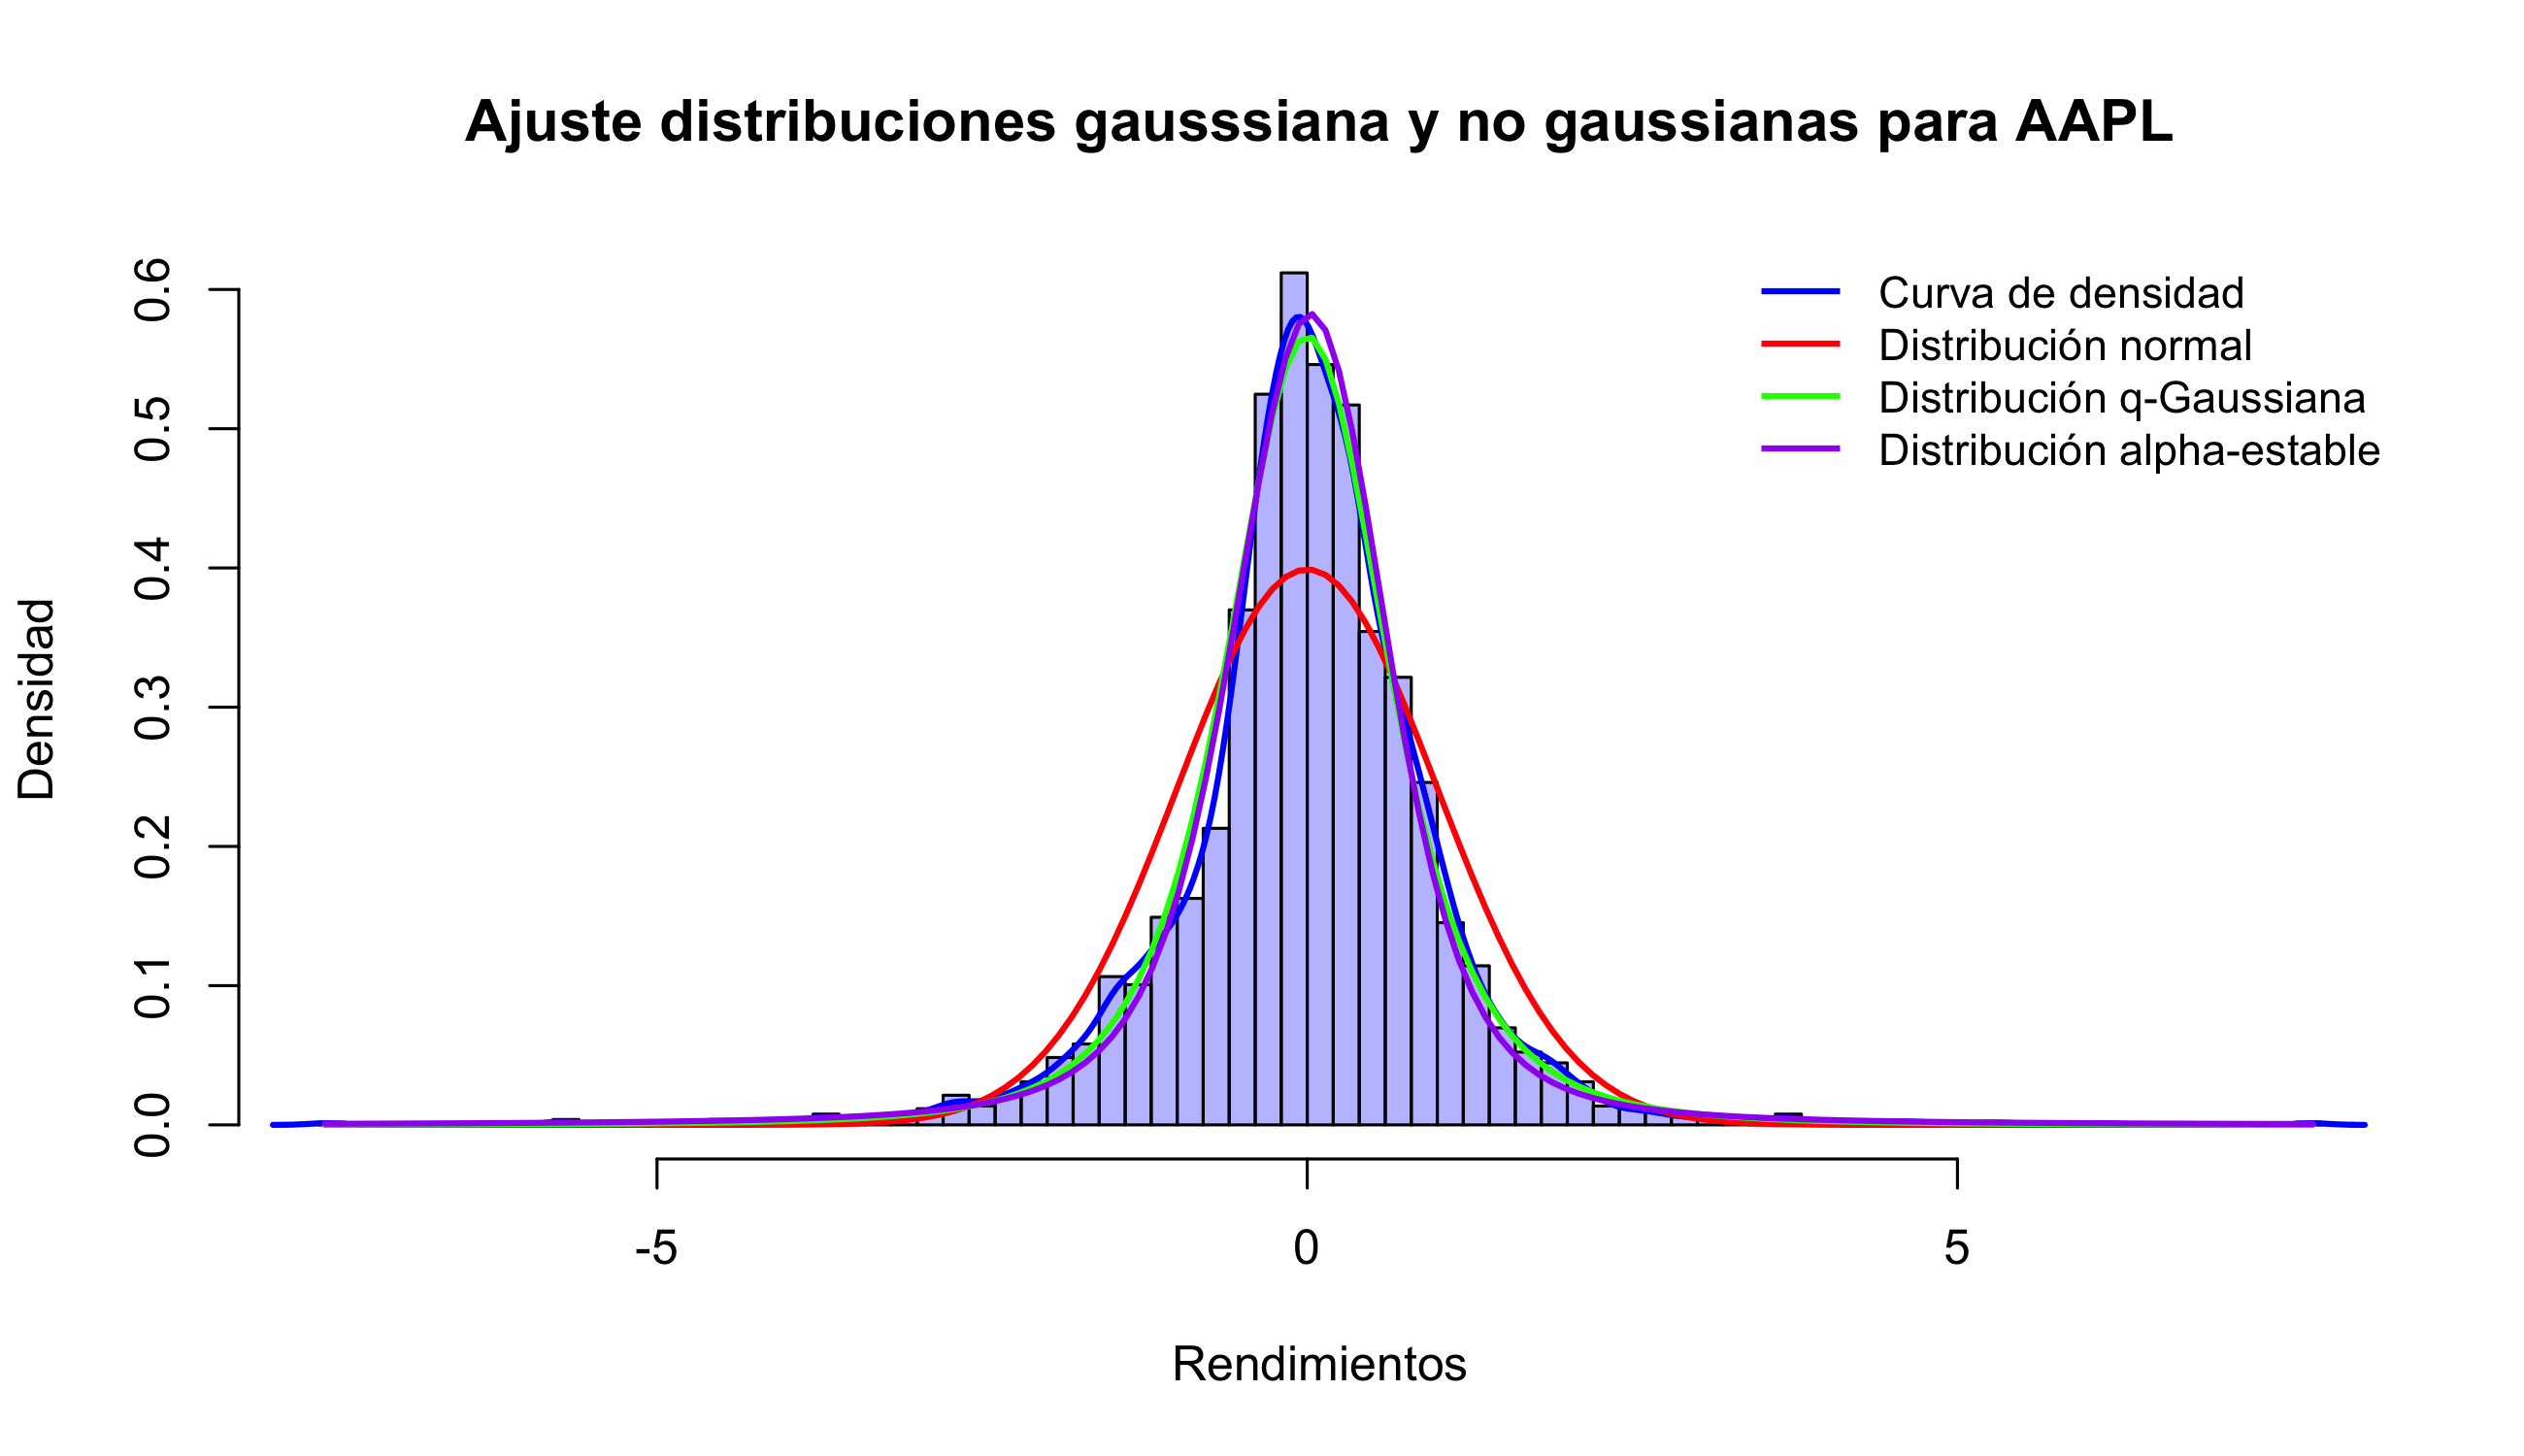 Ajuste distribuciones gausssiana y no gaussianas para AAPL
Curva de densidad
Distribución normal
Distribución q-Gaussiana
Distribución alpha-estable
Densidad
0.6
0.5
0.4
0.3
0.2
0.1
0.0
-5 0 5
Rendimientos